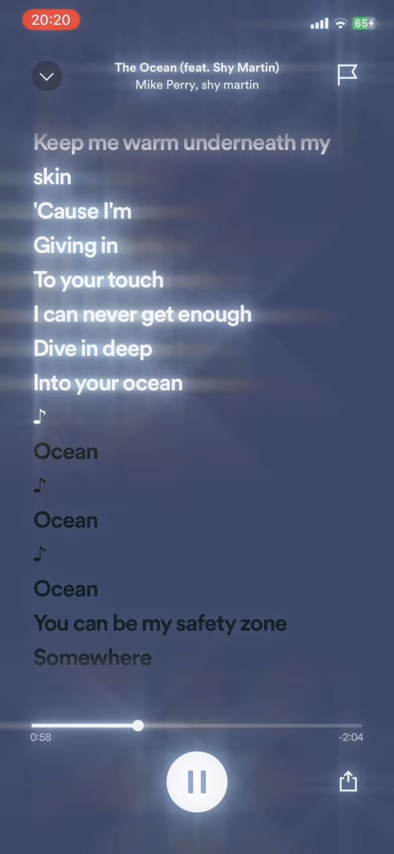 20:20
65
The Ocean (feat. Shy Martin)
Mike Perry, shy martin
Keep me warm underneath my
skin
'Cause I'm
Giving in
To your touch
I can never get enough
Dive in deep
Into your ocean
♪
Ocean
♪
Ocean
♪
Ocean
You can be my safety zone
Somewhere
0:58
-2:04